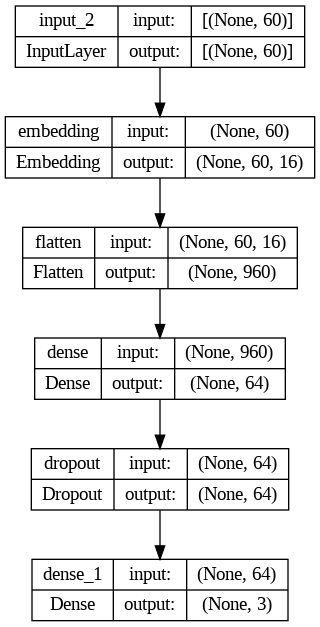 input_2 input: [(None, 60)]
InputLayer output: [(None, 60)]
embedding input: (None, 60)
Embedding output: (None, 60, 16)
flatten input: (None, 60, 16)
Flatten output: (None, 960)
dense input: (None, 960)
Dense output: (None, 64)
dropout input: (None, 64)
Dropout output: (None, 64)
dense_1 input: (None, 64)
Dense output: (None, 3)